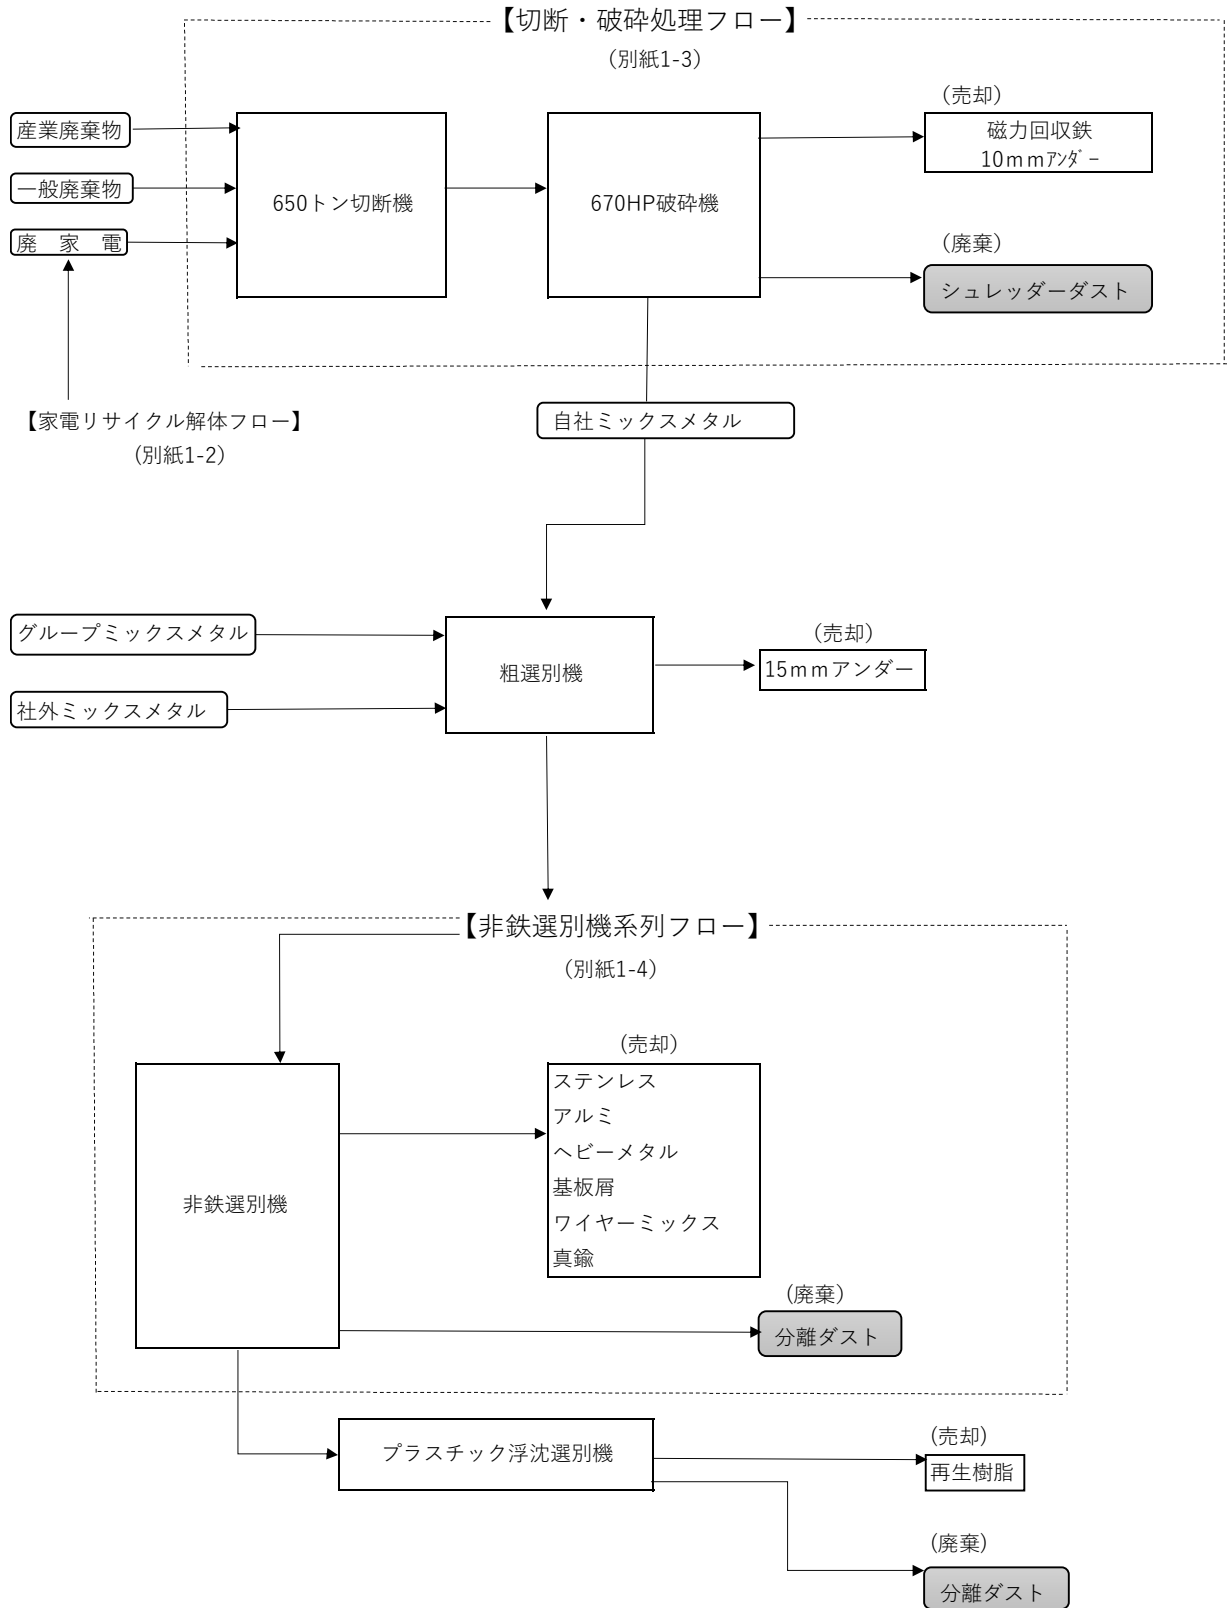 【切断・破砕処理フロー】
(別紙1-3)
(売却)
産業廃棄物
磁力回収鉄
10mmｱﾝﾀﾞｰ
一般廃棄物
650トン切断機
670HP破砕機
廃　家　電
(廃棄)
シュレッダーダスト
【家電リサイクル解体フロー】
(別紙1-2)
自社ミックスメタル
グループミックスメタル
(売却)
粗選別機
15mmアンダー
社外ミックスメタル
【非鉄選別機系列フロー】
(別紙1-4)
(売却)
ステンレス
アルミ
ヘビーメタル
基板屑
ワイヤーミックス
真鍮
非鉄選別機
(廃棄)
分離ダスト
プラスチック浮沈選別機
(売却)
再生樹脂
(廃棄)
分離ダスト